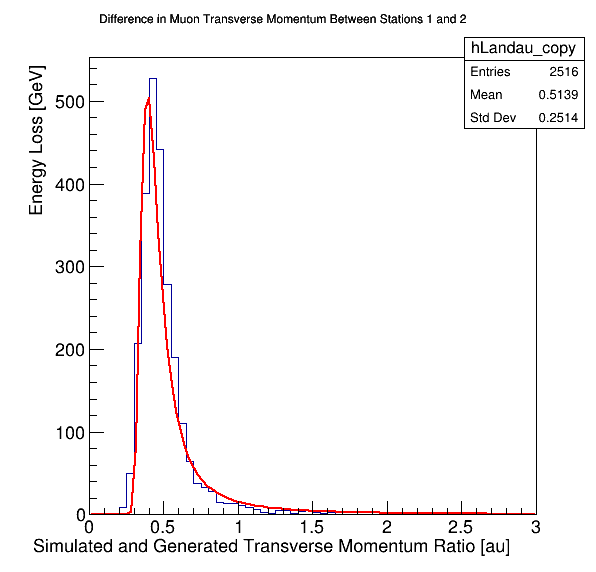 Difference in Muon Transverse Momentum Between Stations 1 and 2
hLandau_copy
Entries 2516
Mean 0.5139
Std Dev 0.2514
Energy Loss [GeV]
500
400
300
200
100
0
0 0.5 1 1.5 2 2.5 3
Simulated and Generated Transverse Momentum Ratio [au]